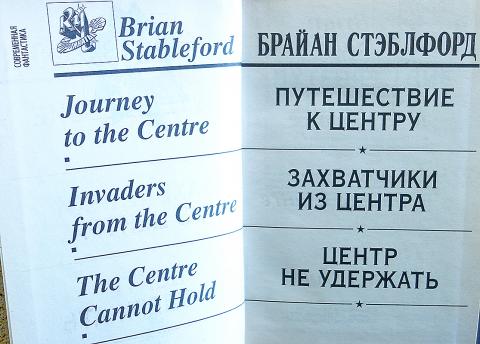 СОВРЕМЕННАЯ
ФАНТАСТИКА
Brian
Stableford
Journey
to the Centre
Invaders
from the Centre
The Centre
Cannot Hold
БРАЙАН СТЭБЛФОРД
ПУТЕШЕСТВИЕ
К ЦЕНТРУ
ЗАХВАТЧИКИ
ИЗ ЦЕНТРА
ЦЕНТР
НЕ УДЕРЖАТЬ